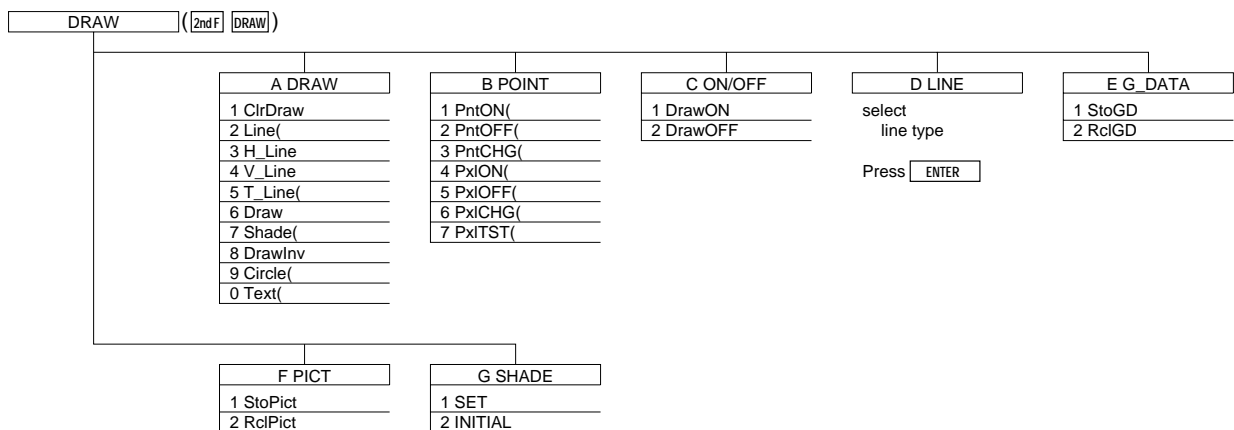 DRAW (2nd F DRAW)
A DRAW
1 ClrDraw
2 Line(
3 H_Line
4 V_Line
5 T_Line(
6 Draw
7 Shade(
8 DrawInv
9 Circle(
0 Text(
B POINT
1 PntON(
2 PntOFF(
3 PntCHG(
4 PxlON(
5 PxlOFF(
6 PxlCHG(
7 PxlTST(
C ON/OFF
1 DrawON
2 DrawOFF
D LINE
select
line type
Press ENTER
E G_DATA
1 StoGD
2 RclGD
F PICT
1 StoPict
2 RclPict
G SHADE
1 SET
2 INITIAL